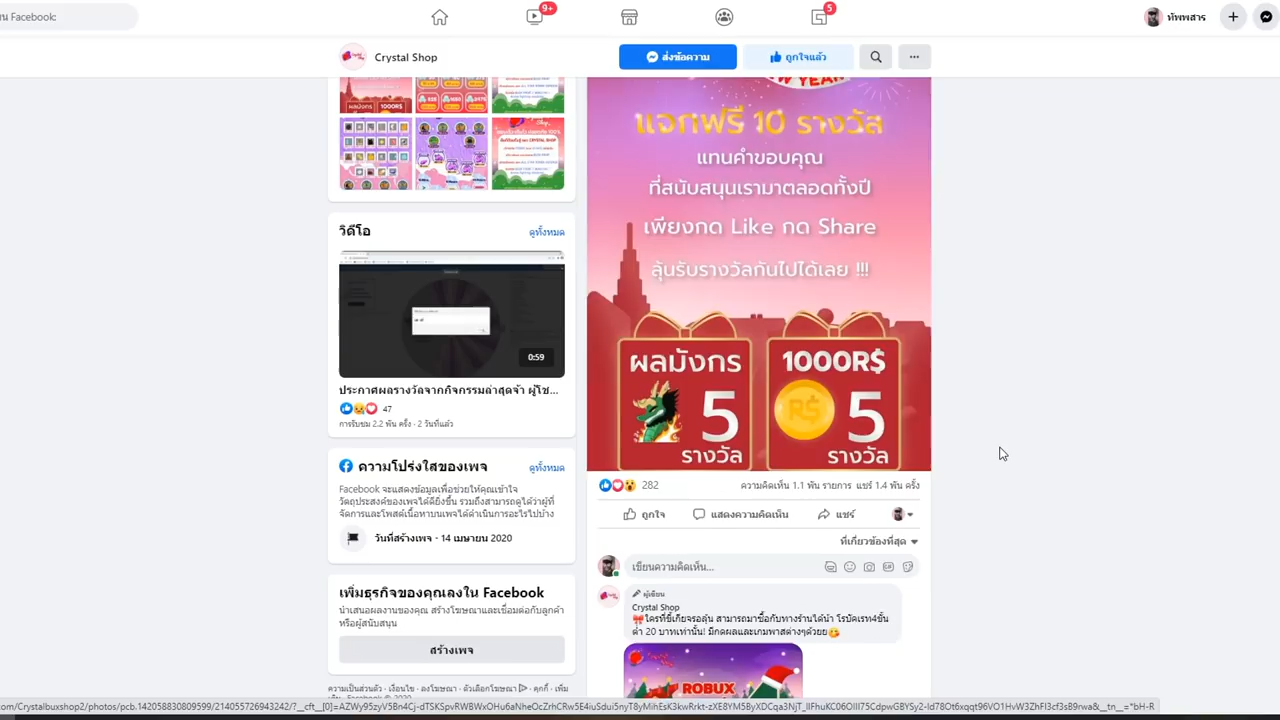 น Facebook:
9+
5
ทัพพสาร
Crystal Shop
ส่งข้อความ
ถูกใจแล้ว
ผลมังกร 1000R$
วิดีโอ
ดูทั้งหมด
0:59
ประกาศผลรางวัลจากกิจกรรมล่าสุดจ้า ผู้โช...
47
การรับชม 2.2 พัน ครั้ง · 2 วันที่แล้ว
ความโปร่งใสของเพจ
ดูทั้งหมด
Facebook จะแสดงข้อมูลเพื่อช่วยให้คุณเข้าใจ
วัตถุประสงค์ของเพจได้ดียิ่งขึ้น รวมถึงสามารถดูได้ว่าผู้ที่
จัดการและโพสต์เนื้อหาบนเพจได้ดำเนินการอะไรไปบ้าง
วันที่สร้างเพจ - 14 เมษายน 2020
เพิ่มธุรกิจของคุณลงใน Facebook
นำเสนอผลงานของคุณ สร้างโฆษณาและเชื่อมต่อกับลูกค้า
หรือผู้สนับสนุน
สร้างเพจ
ความเป็นส่วนตัว · เงื่อนไข · ลงโฆษณา · ตัวเลือกโฆษณา · คุกกี้ · เพิ่ม
NEW YEAR
แจกฟรี 10 รางวัล
แทนคำขอบคุณ
ที่สนับสนุนเรามาตลอดทั้งปี
เพียงกด Like กด Share
ลุ้นรับรางวัลกันไปได้เลย !!!
ผลมังกร
5
รางวัล
1000R$
R$
5
รางวัล
282
ความคิดเห็น 1.1 พัน รายการ แชร์ 1.4 พัน ครั้ง
ถูกใจ
แสดงความคิดเห็น
แชร์
ที่เกี่ยวข้องที่สุด
เขียนความคิดเห็น...
ผู้เขียน
Crystal Shop
ใครที่ขี้เกียจรอลุ้น สามารถมาซื้อกับทางร้านได้น้า โรบัคเรท4ขั้น
ต่ำ 20 บาทเท่านั้น! มีกดผลและเกมพาสต่างๆด้วยย
ROBUX